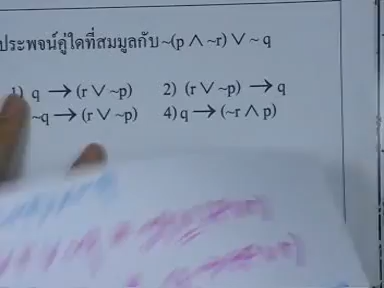 ประพจน์คู่ใดที่สมมูลกับ ~(p ∧ ~r) ∨ ~ q
1) q → (r ∨ ~p) 2) (r ∨ ~p) → q
~q → (r ∨ ~p) 4) q → (~r ∧ p)